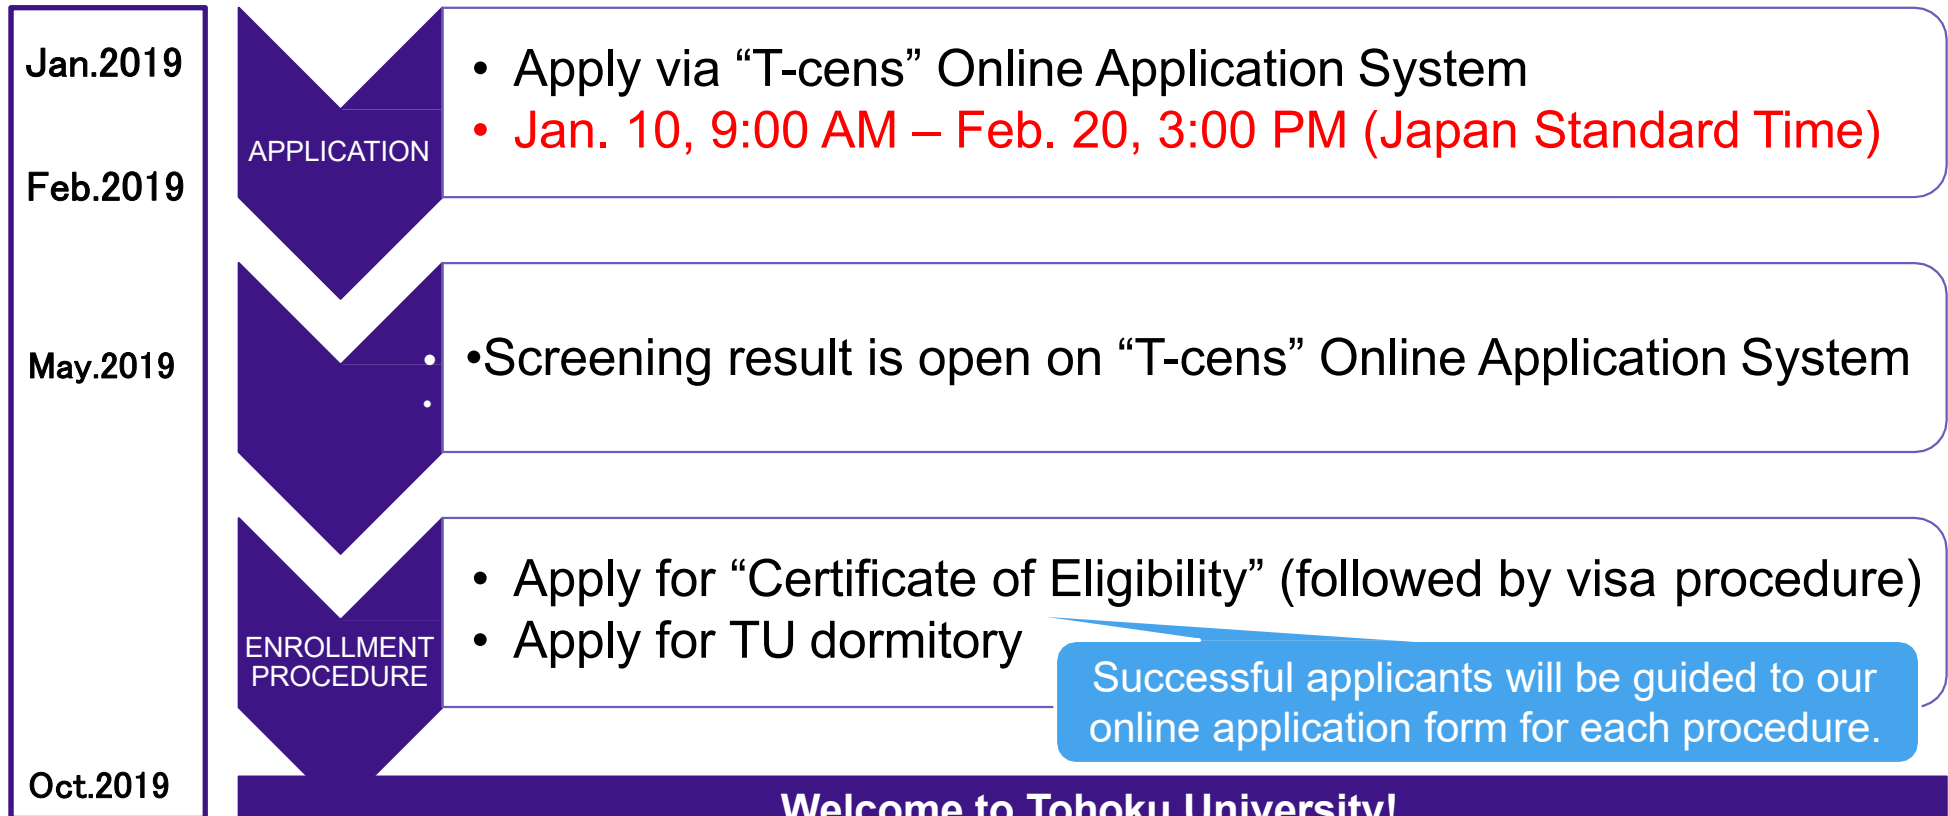 Jan.2019
Feb.2019
May.2019
Oct.2019
APPLICATION
• Apply via “T-cens” Online Application System
• Jan. 10, 9:00 AM – Feb. 20, 3:00 PM (Japan Standard Time)
•Screening result is open on “T-cens” Online Application System
ENROLLMENT
PROCEDURE
• Apply for “Certificate of Eligibility” (followed by visa procedure)
• Apply for TU dormitory
Successful applicants will be guided to our
online application form for each procedure.
Welcome to Tohoku University!